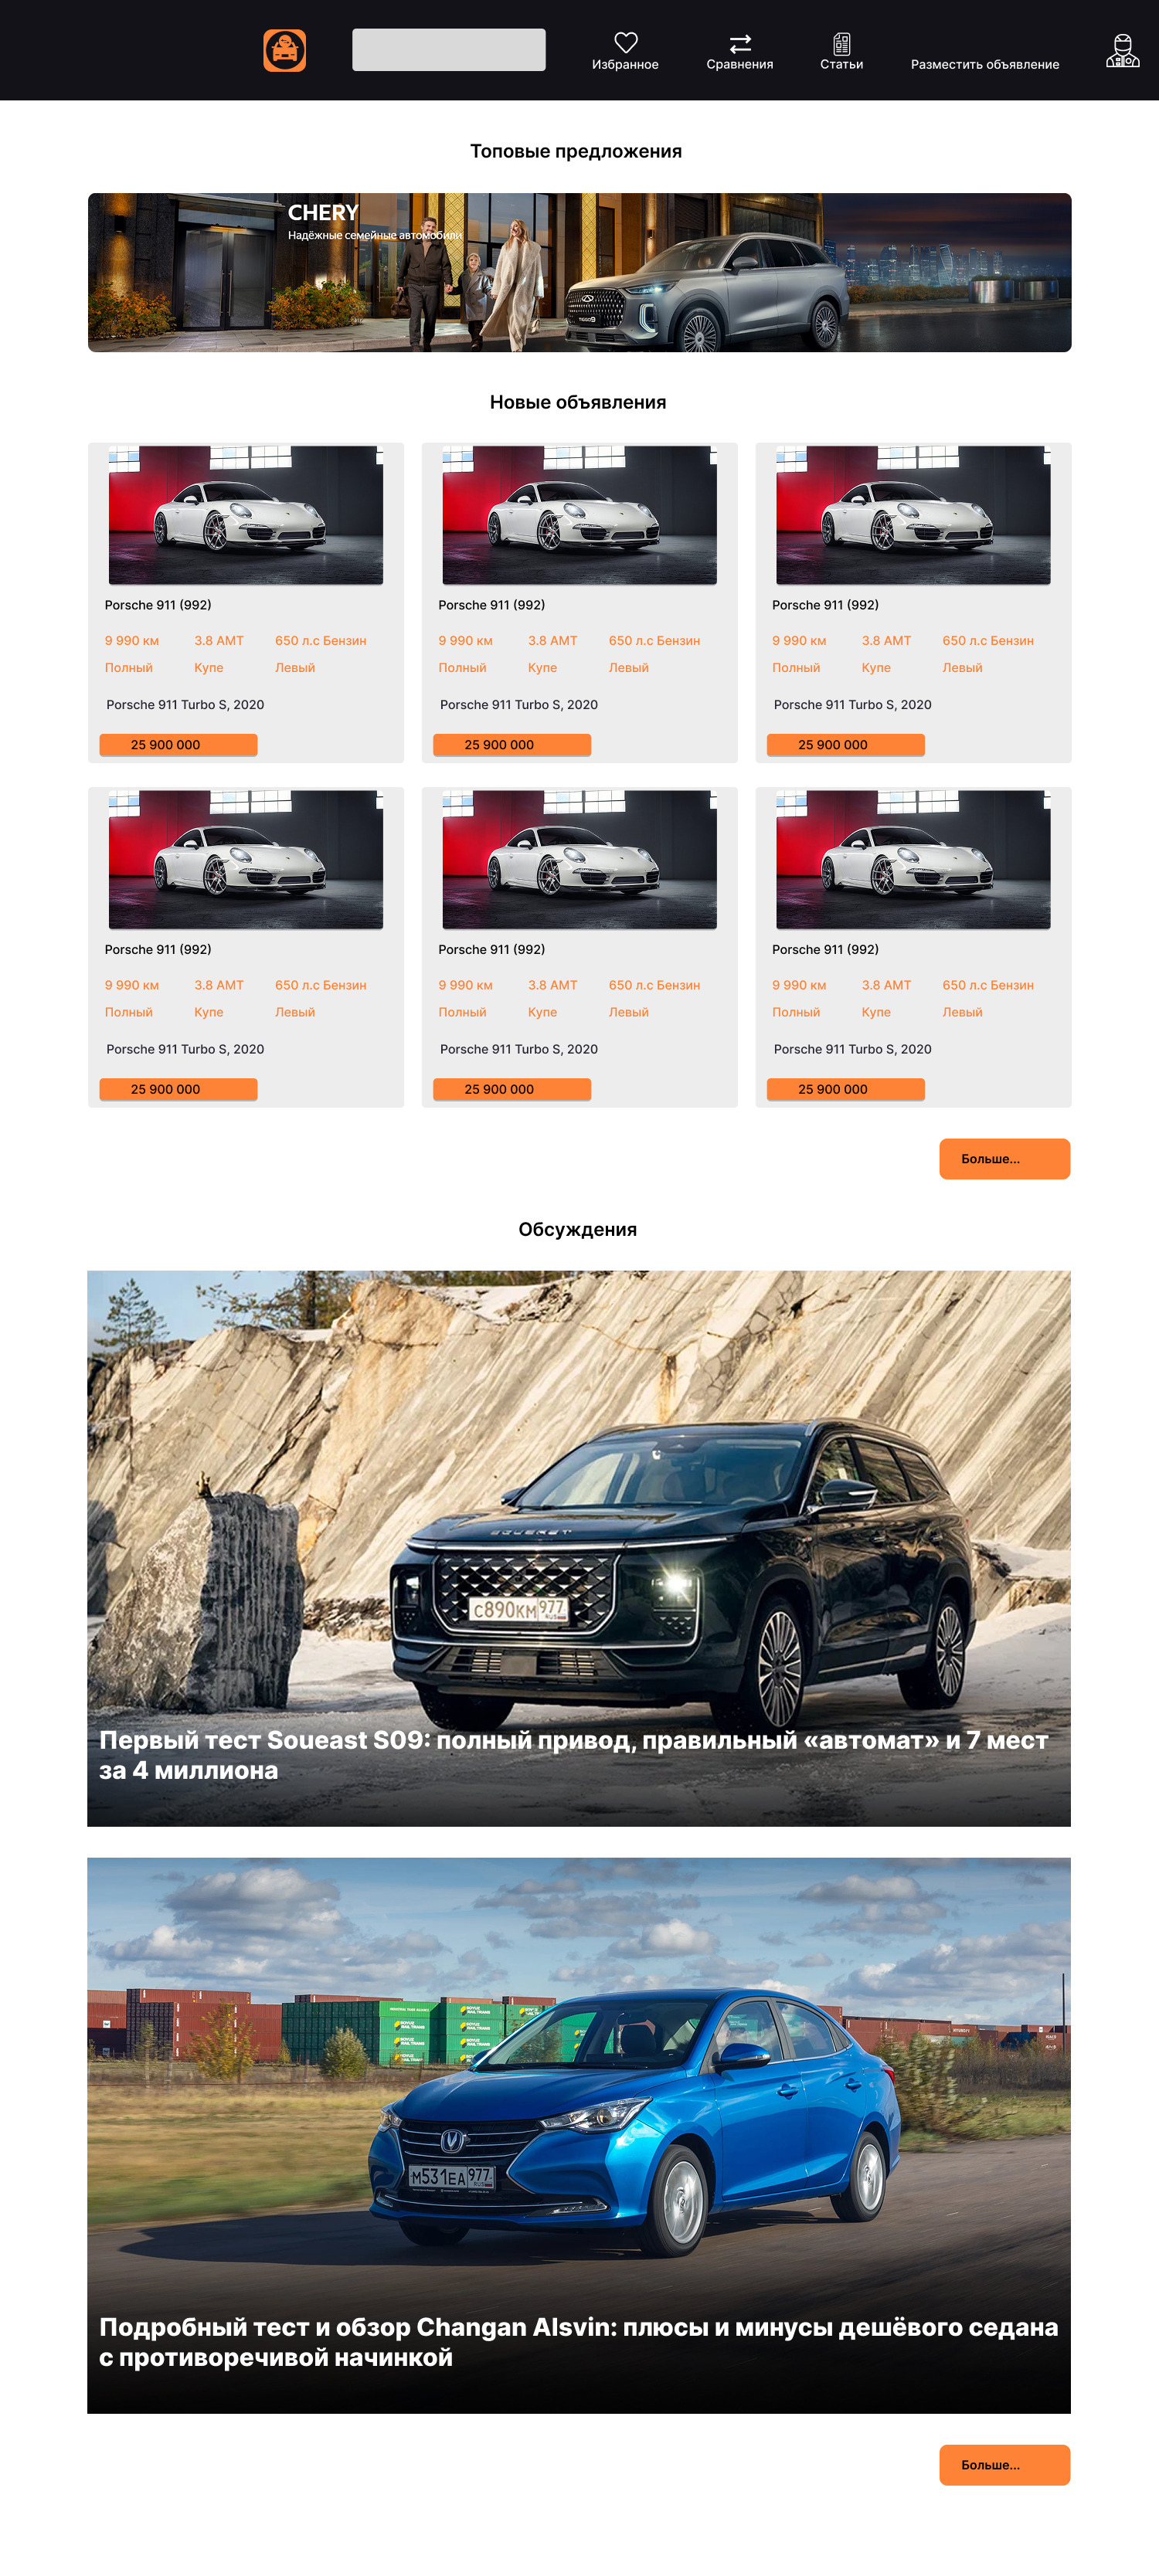 Избранное
Сравнения
Статьи
Разместить объявление
Топовые предложения
CHERY
Надёжные семейные автомобили
TIGGO9
Новые объявления
Porsche 911 (992)
9 990 км 3.8 AMT 650 л.с Бензин
Полный Купе Левый
Porsche 911 Turbo S, 2020
25 900 000
Porsche 911 (992)
9 990 км 3.8 AMT 650 л.с Бензин
Полный Купе Левый
Porsche 911 Turbo S, 2020
25 900 000
Porsche 911 (992)
9 990 км 3.8 AMT 650 л.с Бензин
Полный Купе Левый
Porsche 911 Turbo S, 2020
25 900 000
Porsche 911 (992)
9 990 км 3.8 AMT 650 л.с Бензин
Полный Купе Левый
Porsche 911 Turbo S, 2020
25 900 000
Porsche 911 (992)
9 990 км 3.8 AMT 650 л.с Бензин
Полный Купе Левый
Porsche 911 Turbo S, 2020
25 900 000
Porsche 911 (992)
9 990 км 3.8 AMT 650 л.с Бензин
Полный Купе Левый
Porsche 911 Turbo S, 2020
25 900 000
Больше...
Обсуждения
SOUEAST
С890КМ 977
Первый тест Soueast S09: полный привод, правильный «автомат» и 7 мест
за 4 миллиона
М531ЕА 977
Подробный тест и обзор Changan Alsvin: плюсы и минусы дешёвого седана
с противоречивой начинкой
Больше...